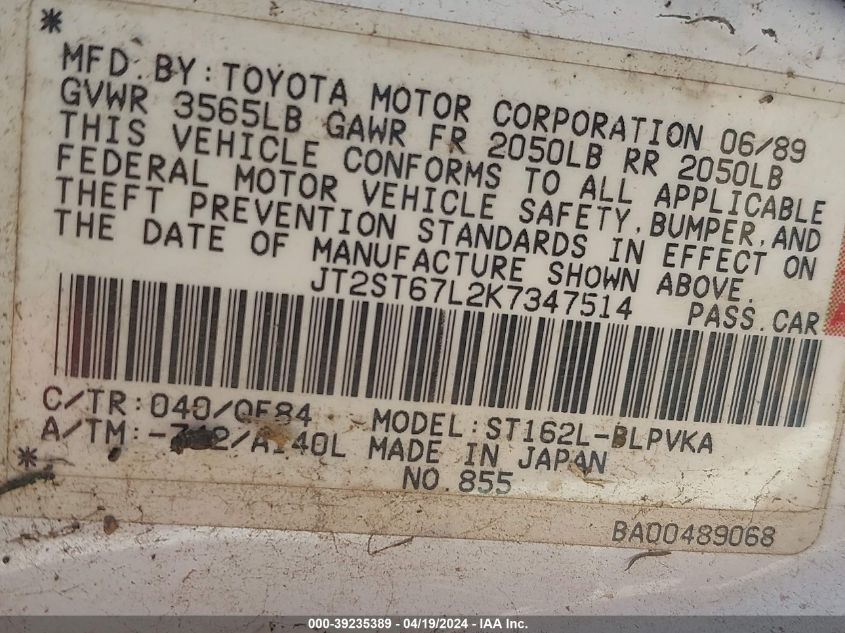 *
MFD. BY: TOYOTA MOTOR CORPORATION 06/89
GVWR 3565LB GAWR FR 2050LB RR 2050LB
THIS VEHICLE CONFORMS TO ALL APPLICABLE
FEDERAL MOTOR VEHICLE SAFETY, BUMPER, AND
THEFT PREVENTION STANDARDS IN EFFECT ON
THE DATE OF MANUFACTURE SHOWN ABOVE.
JT2ST67L2K7347514 PASS. CAR
C/TR: 040/QE84 MODEL: ST162L-BLPVKA
A/TM: /A140L MADE IN JAPAN
* NO. 855
BA00489068
000-39235389 - 04/19/2024 - IAAI.com